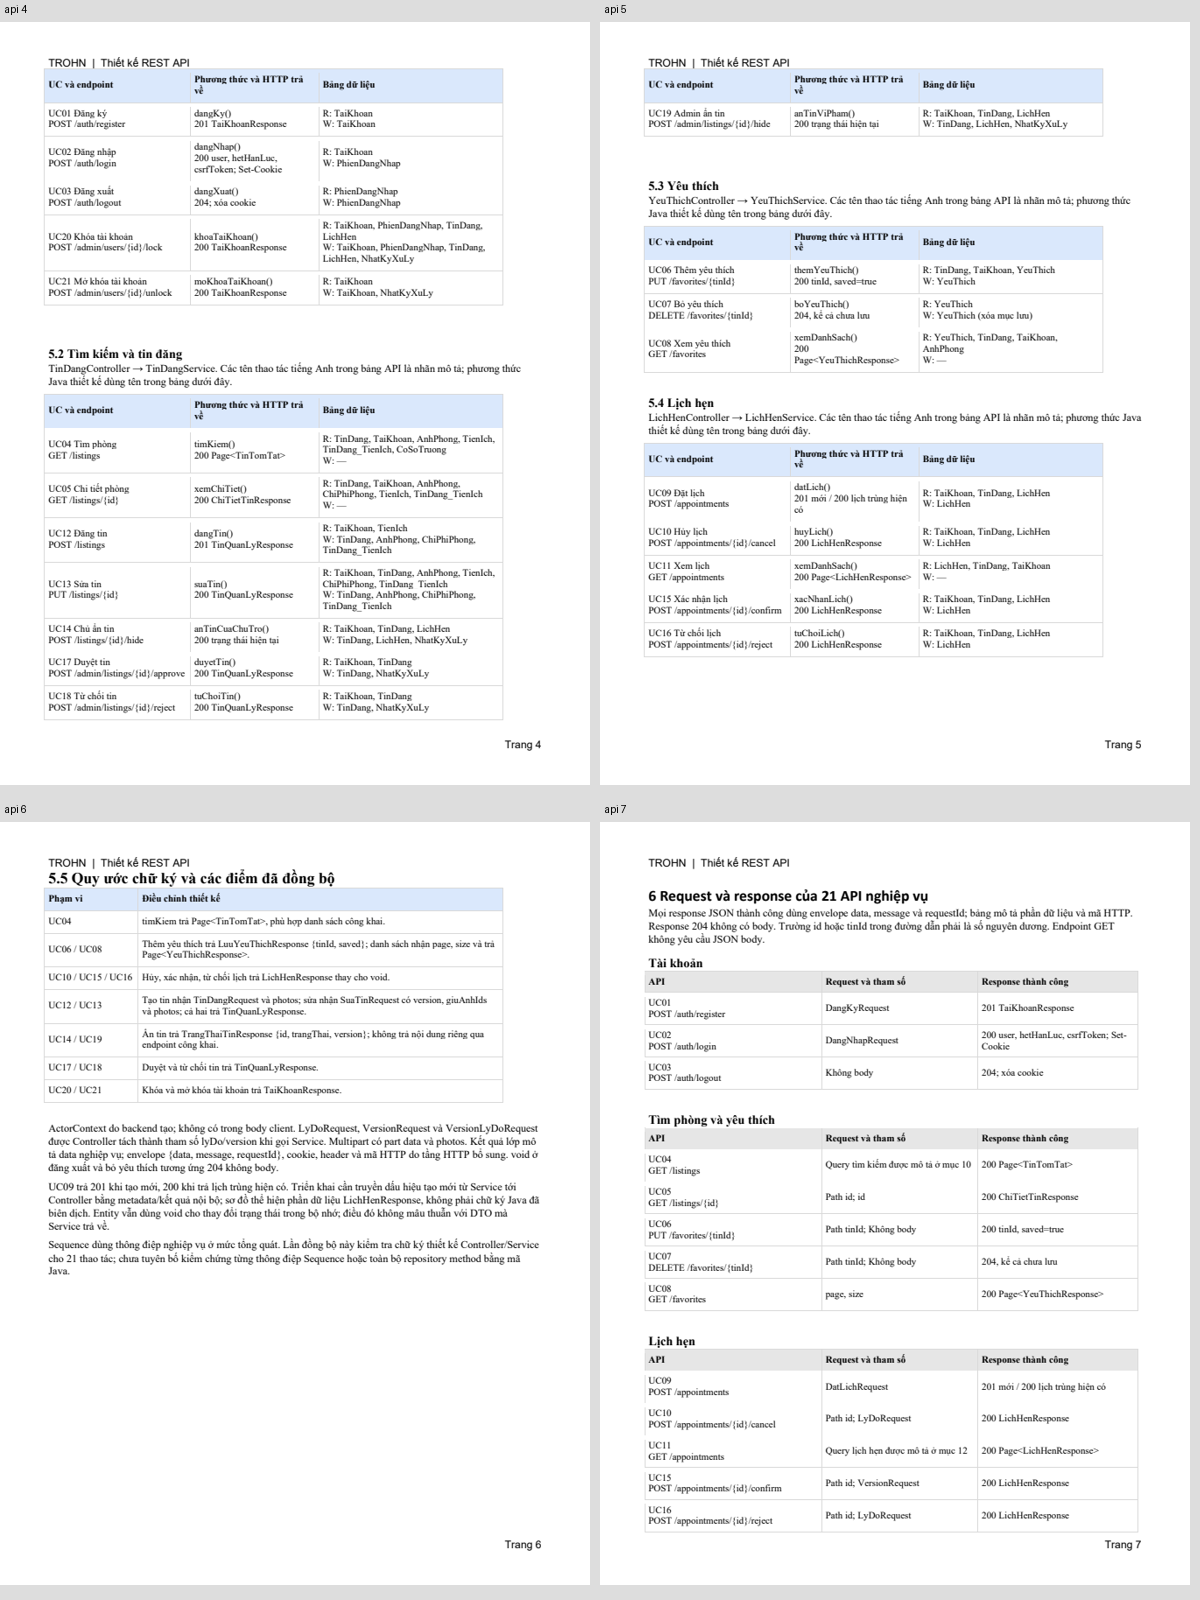 api 4
TROHN | Thiết kế REST API
UC và endpoint
Phương thức và HTTP trả về
Bảng dữ liệu
UC01 Đăng ký
POST /auth/register
dangKy()
201 TaiKhoanResponse
R: TaiKhoan
W: TaiKhoan
UC02 Đăng nhập
POST /auth/login
dangNhap()
200 user, hetHanLuc,
csrfToken; Set-Cookie
R: TaiKhoan
W: PhienDangNhap
UC03 Đăng xuất
POST /auth/logout
dangXuat()
204; xóa cookie
R: PhienDangNhap
W: PhienDangNhap
UC20 Khóa tài khoản
POST /admin/users/{id}/lock
khoaTaiKhoan()
200 TaiKhoanResponse
R: TaiKhoan, PhienDangNhap, TinDang,
LichHen
W: TaiKhoan, PhienDangNhap, TinDang,
LichHen, NhatKyXuLy
UC21 Mở khóa tài khoản
POST /admin/users/{id}/unlock
moKhoaTaiKhoan()
200 TaiKhoanResponse
R: TaiKhoan
W: TaiKhoan, NhatKyXuLy
5.2 Tìm kiếm và tin đăng
TinDangController → TinDangService. Các tên thao tác tiếng Anh trong bảng API là nhãn mô tả; phương thức
Java thiết kế dùng tên trong bảng dưới đây.
UC và endpoint
Phương thức và HTTP trả về
Bảng dữ liệu
UC04 Tìm phòng
GET /listings
timKiem()
200 Page<TinTomTat>
R: TinDang, TaiKhoan, AnhPhong, TienIch,
TinDang_TienIch, CoSoTruong
W: —
UC05 Chi tiết phòng
GET /listings/{id}
xemChiTiet()
200 ChiTietTinResponse
R: TinDang, TaiKhoan, AnhPhong,
ChiPhiPhong, TienIch, TinDang_TienIch
W: —
UC12 Đăng tin
POST /listings
dangTin()
201 TinQuanLyResponse
R: TaiKhoan, TienIch
W: TinDang, AnhPhong, ChiPhiPhong,
TinDang_TienIch
UC13 Sửa tin
PUT /listings/{id}
suaTin()
200 TinQuanLyResponse
R: TaiKhoan, TinDang, AnhPhong, TienIch,
ChiPhiPhong, TinDang_TienIch
W: TinDang, AnhPhong, ChiPhiPhong,
TinDang_TienIch
UC14 Chủ ẩn tin
POST /listings/{id}/hide
anTinCuaChuTro()
200 trạng thái hiện tại
R: TaiKhoan, TinDang, LichHen
W: TinDang, LichHen, NhatKyXuLy
UC17 Duyệt tin
POST /admin/listings/{id}/approve
duyetTin()
200 TinQuanLyResponse
R: TaiKhoan, TinDang
W: TinDang, NhatKyXuLy
UC18 Từ chối tin
POST /admin/listings/{id}/reject
tuChoiTin()
200 TinQuanLyResponse
R: TaiKhoan, TinDang
W: TinDang, NhatKyXuLy
Trang 4
api 5
TROHN | Thiết kế REST API
UC và endpoint
Phương thức và HTTP trả về
Bảng dữ liệu
UC19 Admin ẩn tin
POST /admin/listings/{id}/hide
anTinViPham()
200 trạng thái hiện tại
R: TaiKhoan, TinDang, LichHen
W: TinDang, LichHen, NhatKyXuLy
5.3 Yêu thích
YeuThichController → YeuThichService. Các tên thao tác tiếng Anh trong bảng API là nhãn mô tả; phương thức
Java thiết kế dùng tên trong bảng dưới đây.
UC và endpoint
Phương thức và HTTP trả về
Bảng dữ liệu
UC06 Thêm yêu thích
PUT /favorites/{tinId}
themYeuThich()
200 tinId, saved=true
R: TinDang, TaiKhoan, YeuThich
W: YeuThich
UC07 Bỏ yêu thích
DELETE /favorites/{tinId}
boYeuThich()
204, kể cả chưa lưu
R: YeuThich
W: YeuThich (xóa mục lưu)
UC08 Xem yêu thích
GET /favorites
xemDanhSach()
200
Page<YeuThichResponse>
R: YeuThich, TinDang, TaiKhoan,
AnhPhong
W: —
5.4 Lịch hẹn
LichHenController → LichHenService. Các tên thao tác tiếng Anh trong bảng API là nhãn mô tả; phương thức Java
thiết kế dùng tên trong bảng dưới đây.
UC và endpoint
Phương thức và HTTP trả về
Bảng dữ liệu
UC09 Đặt lịch
POST /appointments
datLich()
201 mới / 200 lịch trùng hiện
có
R: TaiKhoan, TinDang, LichHen
W: LichHen
UC10 Hủy lịch
POST /appointments/{id}/cancel
huyLich()
200 LichHenResponse
R: TaiKhoan, TinDang, LichHen
W: LichHen
UC11 Xem lịch
GET /appointments
xemDanhSach()
200 Page<LichHenResponse>
R: LichHen, TinDang, TaiKhoan
W: —
UC15 Xác nhận lịch
POST /appointments/{id}/confirm
xacNhanLich()
200 LichHenResponse
R: TaiKhoan, TinDang, LichHen
W: LichHen
UC16 Từ chối lịch
POST /appointments/{id}/reject
tuChoiLich()
200 LichHenResponse
R: TaiKhoan, TinDang, LichHen
W: LichHen
Trang 5
api 6
TROHN | Thiết kế REST API
5.5 Quy ước chữ ký và các điểm đã đồng bộ
Phạm vi
Điều chỉnh thiết kế
UC04
timKiem trả Page<TinTomTat>, phù hợp danh sách công khai.
UC06 / UC08
Thêm yêu thích trả LuuYeuThichResponse {tinId, saved}; danh sách nhận page, size và trả
Page<YeuThichResponse>.
UC10 / UC15 / UC16
Hủy, xác nhận, từ chối lịch trả LichHenResponse thay cho void.
UC12 / UC13
Tạo tin nhận TinDangRequest và photos; sửa nhận SuaTinRequest có version, giuAnhIds
và photos; cả hai trả TinQuanLyResponse.
UC14 / UC19
Ẩn tin trả TrangThaiTinResponse {id, trangThai, version}; không trả nội dung riêng qua
endpoint công khai.
UC17 / UC18
Duyệt và từ chối tin trả TinQuanLyResponse.
UC20 / UC21
Khóa và mở khóa tài khoản trả TaiKhoanResponse.
ActorContext do backend tạo; không có trong body client. LyDoRequest, VersionRequest và VersionLyDoRequest
được Controller tách thành tham số lyDo/version khi gọi Service. Multipart có part data và photos. Kết quả lớp mô
tả data nghiệp vụ; envelope {data, message, requestId}, cookie, header và mã HTTP do tầng HTTP bổ sung. void ở
đăng xuất và bỏ yêu thích tương ứng 204 không body.
UC09 trả 201 khi tạo mới, 200 khi trả lịch trùng hiện có. Triển khai cần truyền dấu hiệu tạo mới từ Service tới
Controller bằng metadata/kết quả nội bộ; sơ đồ thể hiện phần dữ liệu LichHenResponse, không phải chữ ký Java đã
biên dịch. Entity vẫn dùng void cho thay đổi trạng thái trong bộ nhớ; điều đó không mâu thuẫn với DTO mà
Service trả về.
Sequence dùng thông điệp nghiệp vụ ở mức tổng quát. Lần đồng bộ này kiểm tra chữ ký thiết kế Controller/Service
cho 21 thao tác; chưa tuyên bố kiểm chứng từng thông điệp Sequence hoặc toàn bộ repository method bằng mã
Java.
Trang 6
api 7
TROHN | Thiết kế REST API
6 Request và response của 21 API nghiệp vụ
Mọi response JSON thành công dùng envelope data, message và requestId; bảng mô tả phần dữ liệu và mã HTTP.
Response 204 không có body. Trường id hoặc tinId trong đường dẫn phải là số nguyên dương. Endpoint GET
không yêu cầu JSON body.
Tài khoản
API
Request và tham số
Response thành công
UC01
POST /auth/register
DangKyRequest
201 TaiKhoanResponse
UC02
POST /auth/login
DangNhapRequest
200 user, hetHanLuc, csrfToken; Set-
Cookie
UC03
POST /auth/logout
Không body
204; xóa cookie
Tìm phòng và yêu thích
API
Request và tham số
Response thành công
UC04
GET /listings
Query tìm kiếm được mô tả ở mục 10
200 Page<TinTomTat>
UC05
GET /listings/{id}
Path id; id
200 ChiTietTinResponse
UC06
PUT /favorites/{tinId}
Path tinId; Không body
200 tinId, saved=true
UC07
DELETE /favorites/{tinId}
Path tinId; Không body
204, kể cả chưa lưu
UC08
GET /favorites
page, size
200 Page<YeuThichResponse>
Lịch hẹn
API
Request và tham số
Response thành công
UC09
POST /appointments
DatLichRequest
201 mới / 200 lịch trùng hiện có
UC10
POST /appointments/{id}/cancel
Path id; LyDoRequest
200 LichHenResponse
UC11
GET /appointments
Query lịch hẹn được mô tả ở mục 12
200 Page<LichHenResponse>
UC15
POST /appointments/{id}/confirm
Path id; VersionRequest
200 LichHenResponse
UC16
POST /appointments/{id}/reject
Path id; LyDoRequest
200 LichHenResponse
Trang 7